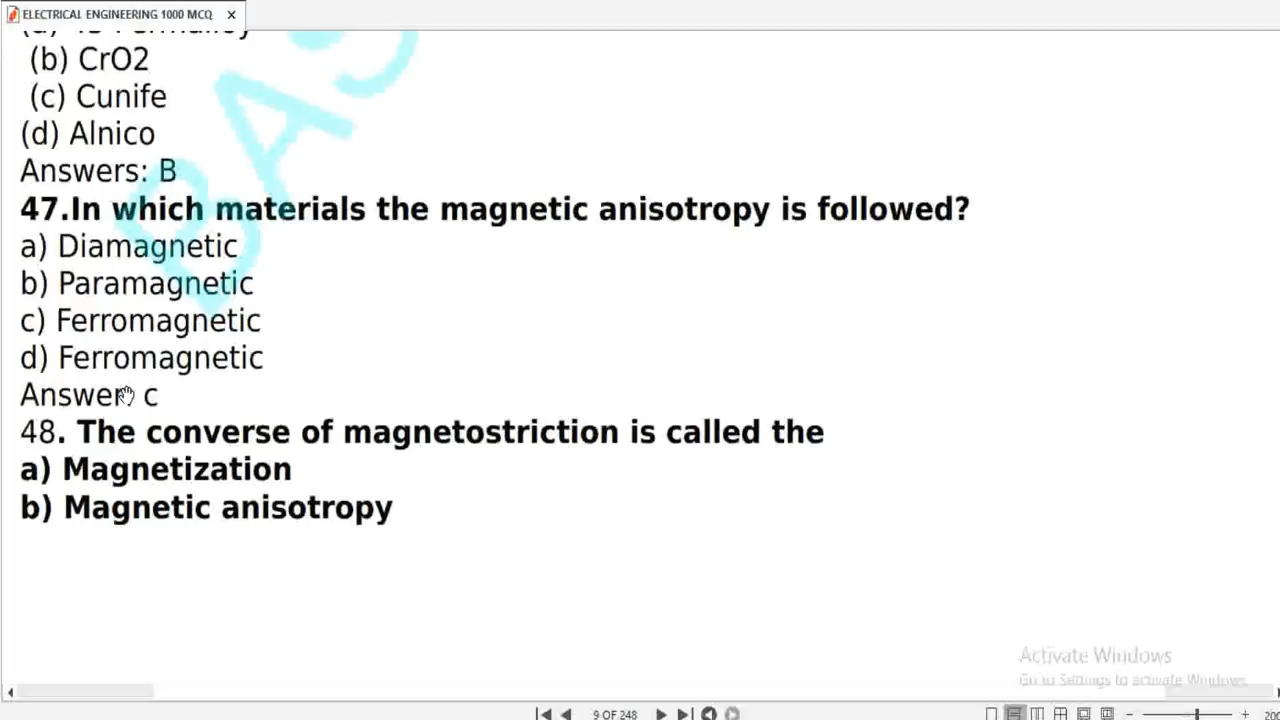 ELECTRICAL ENGINEERING 1000 MCQ
(b) CrO2
(c) Cunife
(d) Alnico
Answers: B
47.In which materials the magnetic anisotropy is followed?
a) Diamagnetic
b) Paramagnetic
c) Ferromagnetic
d) Ferromagnetic
Answer: c
48. The converse of magnetostriction is called the
a) Magnetization
b) Magnetic anisotropy
BAS
Activate Windows
Go to Settings to activate Windows.
9 OF 248